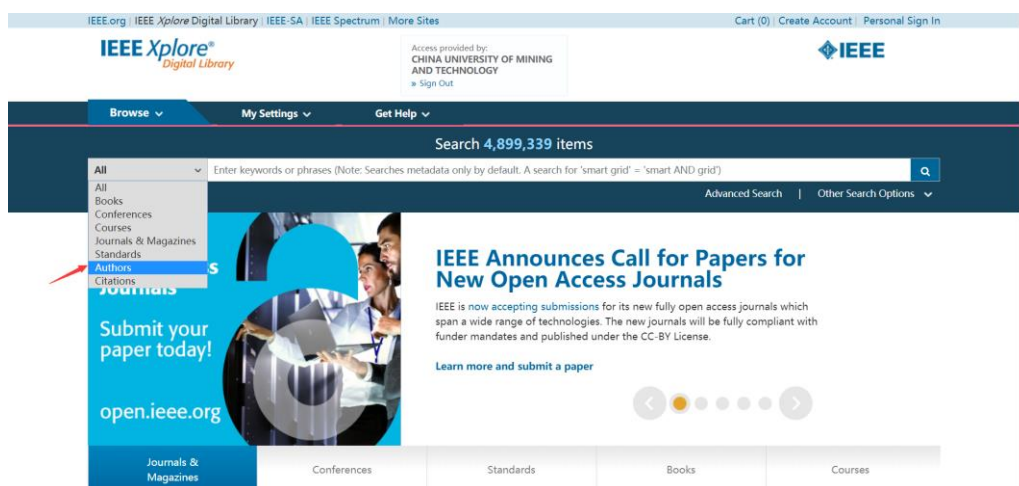 IEEE.org | IEEE Xplore Digital Library | IEEE-SA | IEEE Spectrum | More Sites
Cart (0) | Create Account | Personal Sign In
IEEE Xplore®
Digital Library
Access provided by:
CHINA UNIVERSITY OF MINING
AND TECHNOLOGY
» Sign Out
IEEE
Browse
My Settings
Get Help
Search 4,899,339 items
All
Enter keywords or phrases (Note: Searches metadata only by default. A search for 'smart grid' = 'smart AND grid')
Advanced Search | Other Search Options
All
Books
Conferences
Courses
Journals & Magazines
Standards
Authors
Citations
Journals
Submit your
paper today!
open.ieee.org
IEEE Announces Call for Papers for
New Open Access Journals
IEEE is now accepting submissions for its new fully open access journals which
span a wide range of technologies. The new journals will be fully compliant with
funder mandates and published under the CC-BY License.
Learn more and submit a paper
Journals &
Magazines
Conferences
Standards
Books
Courses